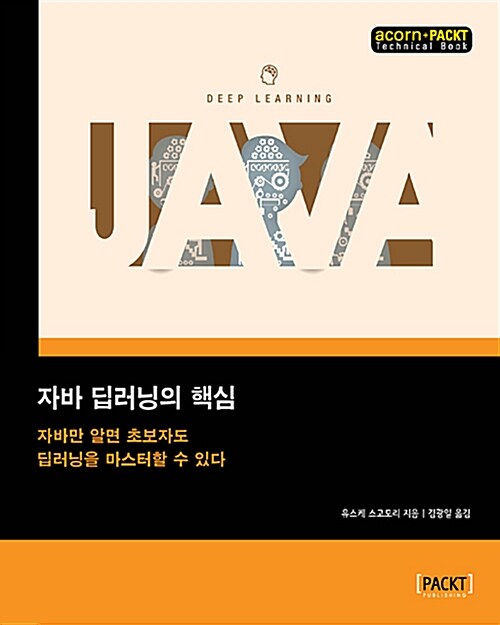 acorn+PACKT
Technical Book
DEEP LEARNING
JAVA
자바 딥러닝의 핵심
자바만 알면 초보자도
딥러닝을 마스터할 수 있다
유스케 스고모리 지음 | 김광일 옮김
[PACKT]
PUBLISHING